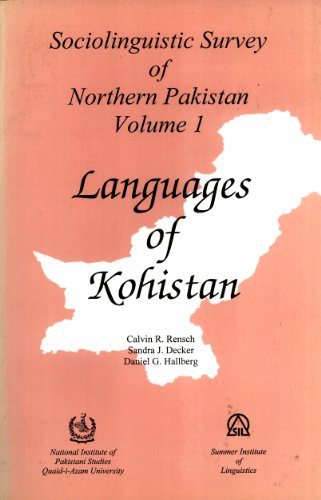 Sociolinguistic Survey
of
Northern Pakistan
Volume 1
Languages
of
Kohistan
Calvin R. Rensch
Sandra J. Decker
Daniel G. Hallberg
SIL
National Institute of
Pakistani Studies
Quaid-i-Azam University
Summer Institute
of
Linguistics